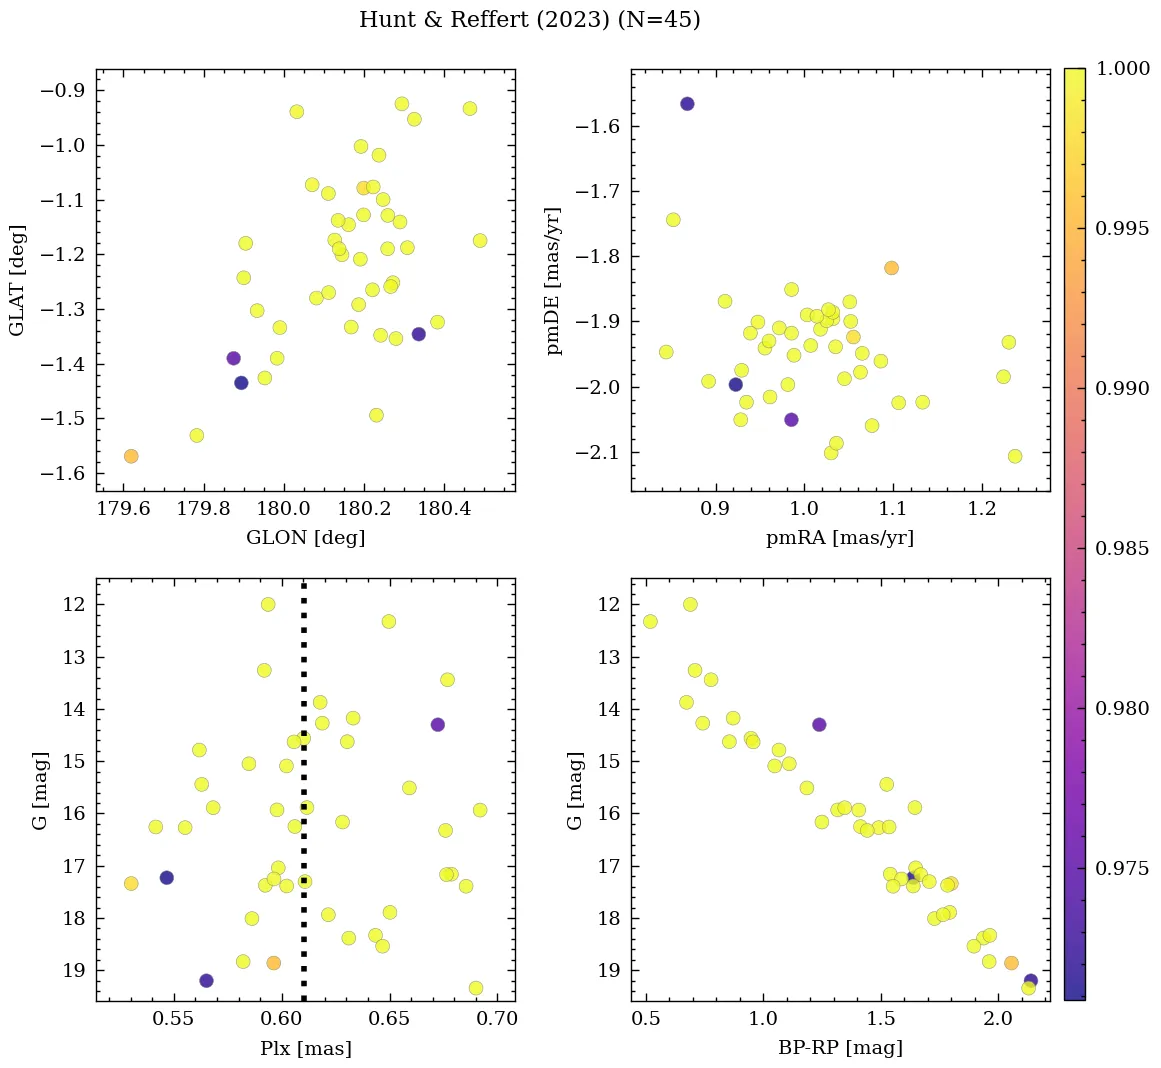 Hunt & Reffert (2023) (N=45)
−0.9
−1.0
−1.1
−1.2
−1.3
−1.4
−1.5
−1.6
GLAT [deg]
179.6 179.8 180.0 180.2 180.4
GLON [deg]
−1.6
−1.7
−1.8
−1.9
−2.0
−2.1
pmDE [mas/yr]
0.9 1.0 1.1 1.2
pmRA [mas/yr]
12
13
14
15
16
17
18
19
G [mag]
0.55 0.60 0.65 0.70
Plx [mas]
12
13
14
15
16
17
18
19
G [mag]
0.5 1.0 1.5 2.0
BP-RP [mag]
1.000
0.995
0.990
0.985
0.980
0.975